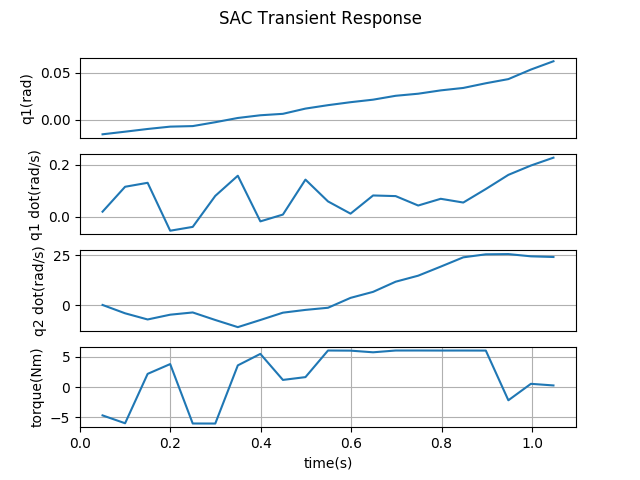 SAC Transient Response
q1(rad)
0.05
0.00
q1 dot(rad/s)
0.2
0.0
q2 dot(rad/s)
25
0
torque(Nm)
5
0
−5
0.0 0.2 0.4 0.6 0.8 1.0
time(s)